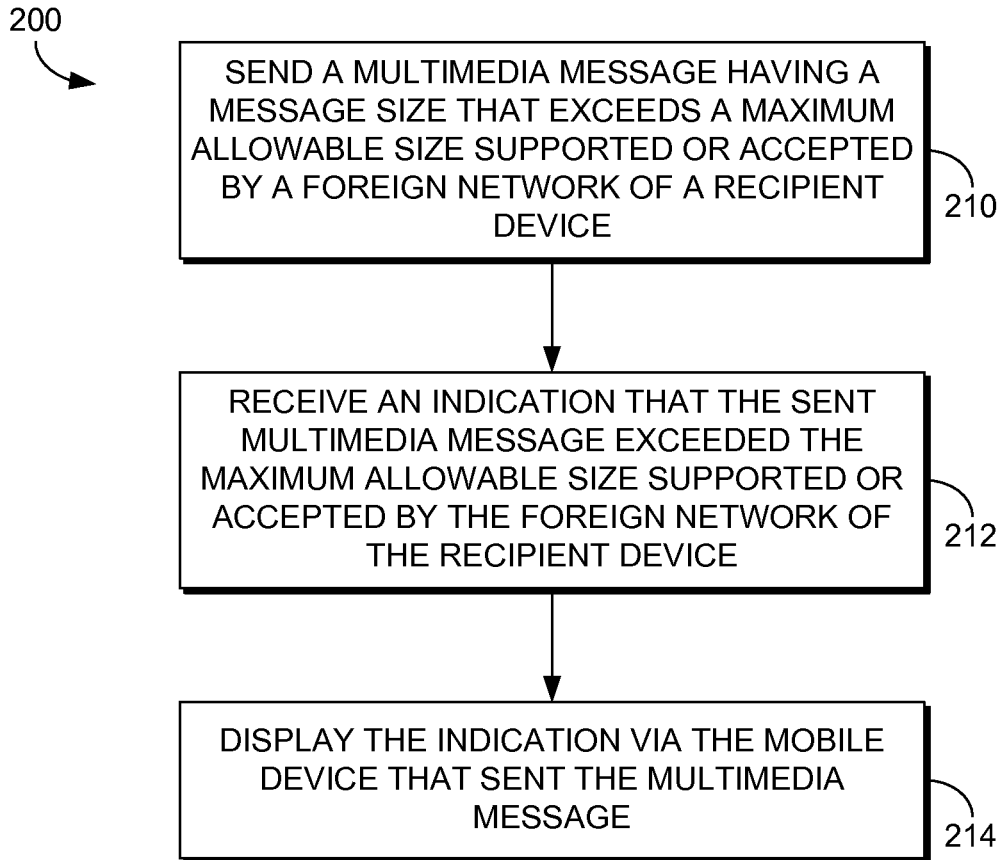 200
SEND A MULTIMEDIA MESSAGE HAVING A
MESSAGE SIZE THAT EXCEEDS A MAXIMUM
ALLOWABLE SIZE SUPPORTED OR ACCEPTED
BY A FOREIGN NETWORK OF A RECIPIENT
DEVICE
210
RECEIVE AN INDICATION THAT THE SENT
MULTIMEDIA MESSAGE EXCEEDED THE
MAXIMUM ALLOWABLE SIZE SUPPORTED OR
ACCEPTED BY THE FOREIGN NETWORK OF
THE RECIPIENT DEVICE
212
DISPLAY THE INDICATION VIA THE MOBILE
DEVICE THAT SENT THE MULTIMEDIA
MESSAGE
214